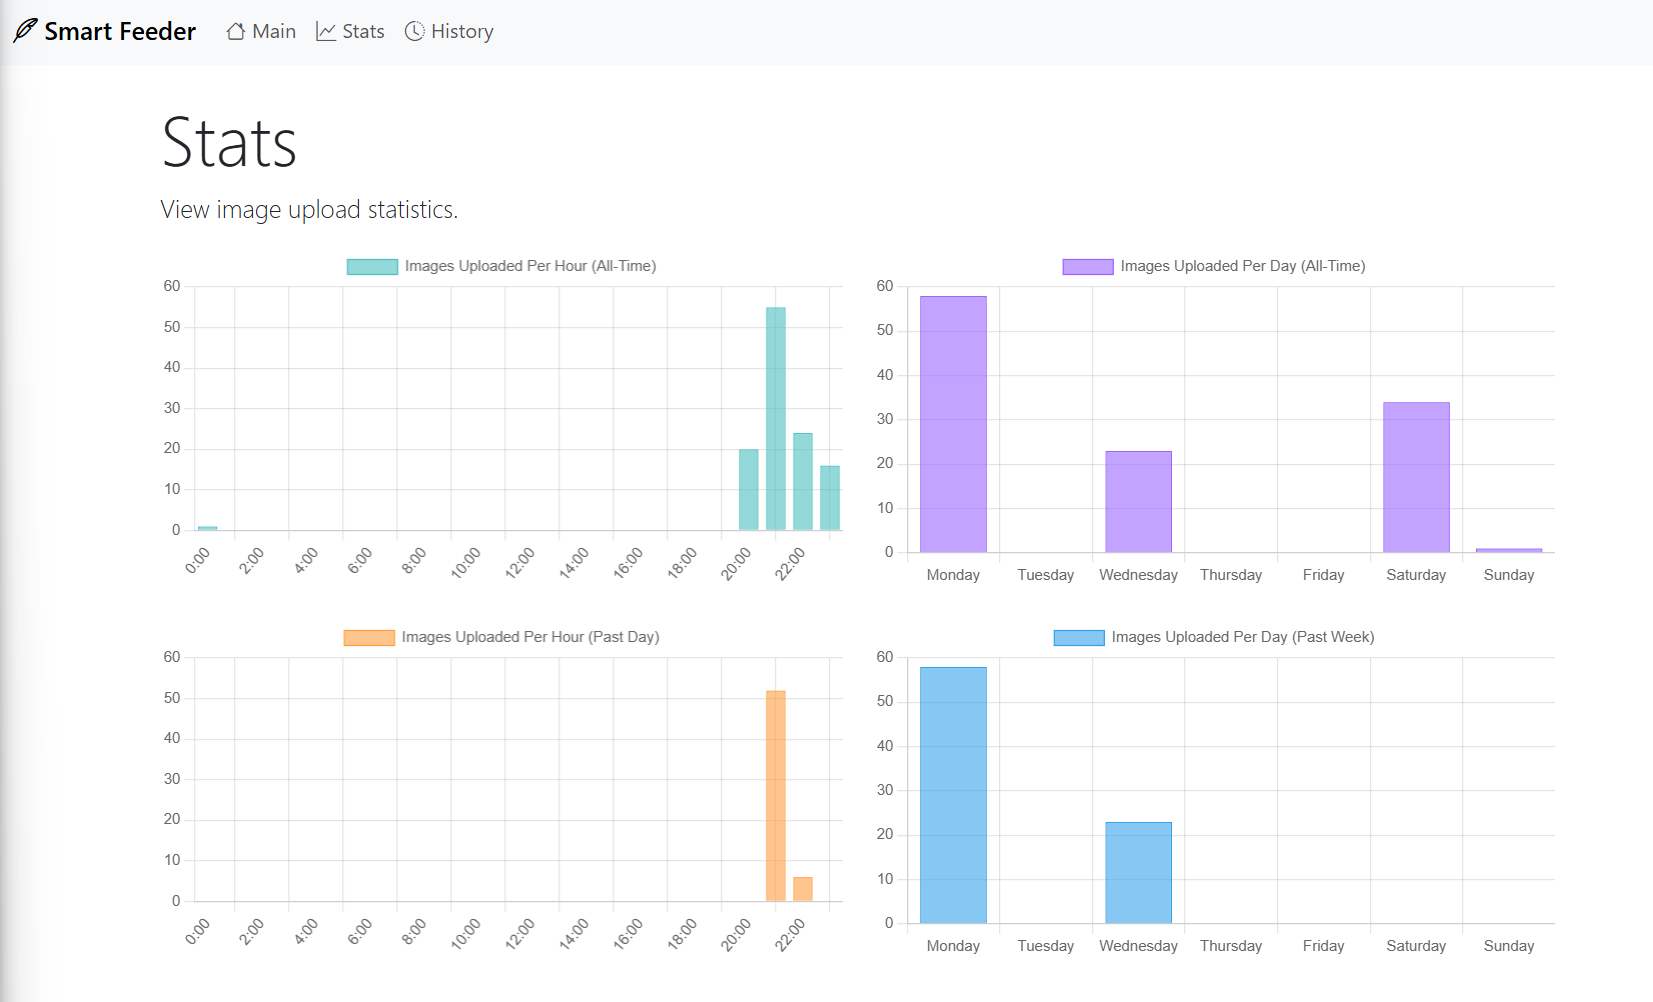 Smart Feeder Main Stats History
Stats
View image upload statistics.
Images Uploaded Per Hour (All-Time)
60
50
40
30
20
10
0
0:00 2:00 4:00 6:00 8:00 10:00 12:00 14:00 16:00 18:00 20:00 22:00
Images Uploaded Per Day (All-Time)
60
50
40
30
20
10
0
Monday Tuesday Wednesday Thursday Friday Saturday Sunday
Images Uploaded Per Hour (Past Day)
60
50
40
30
20
10
0
0:00 2:00 4:00 6:00 8:00 10:00 12:00 14:00 16:00 18:00 20:00 22:00
Images Uploaded Per Day (Past Week)
60
50
40
30
20
10
0
Monday Tuesday Wednesday Thursday Friday Saturday Sunday